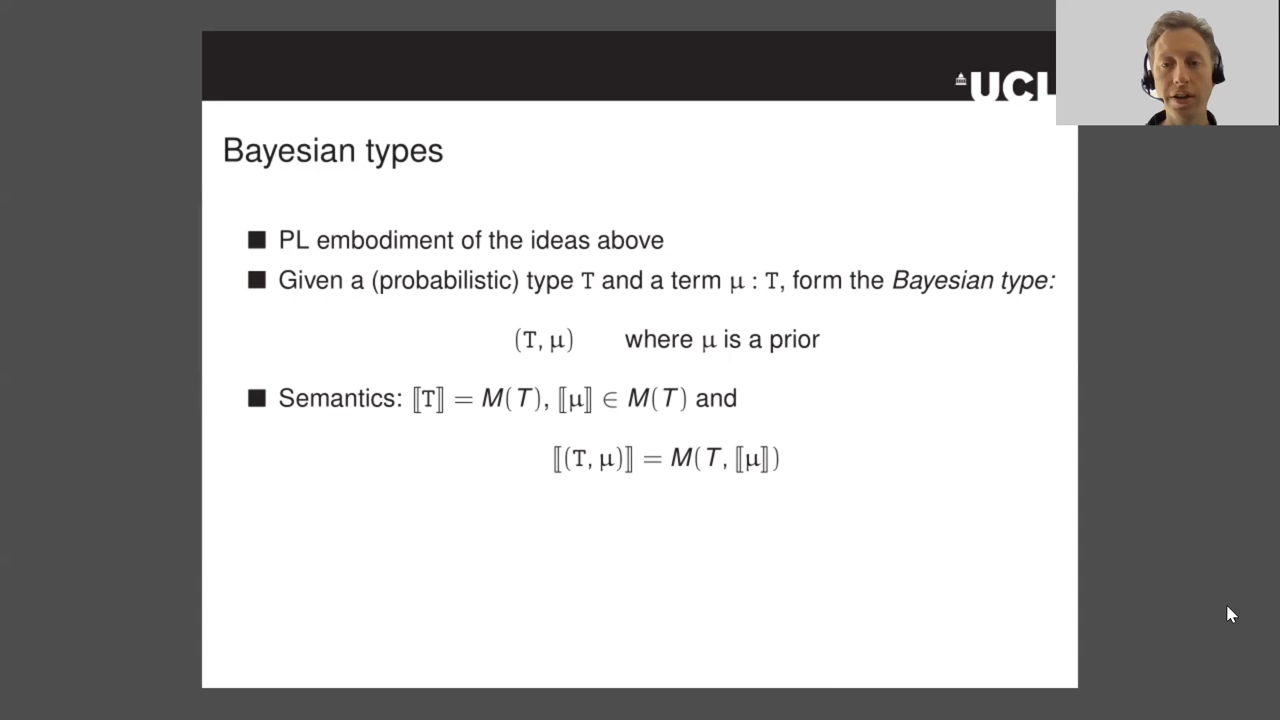 UCL
Bayesian types
PL embodiment of the ideas above
Given a (probabilistic) type T and a term μ : T, form the Bayesian type:
(T, μ) where μ is a prior
Semantics: ⟦T⟧ = M(T), ⟦μ⟧ ∈ M(T) and
⟦(T, μ)⟧ = M(T, ⟦μ⟧)